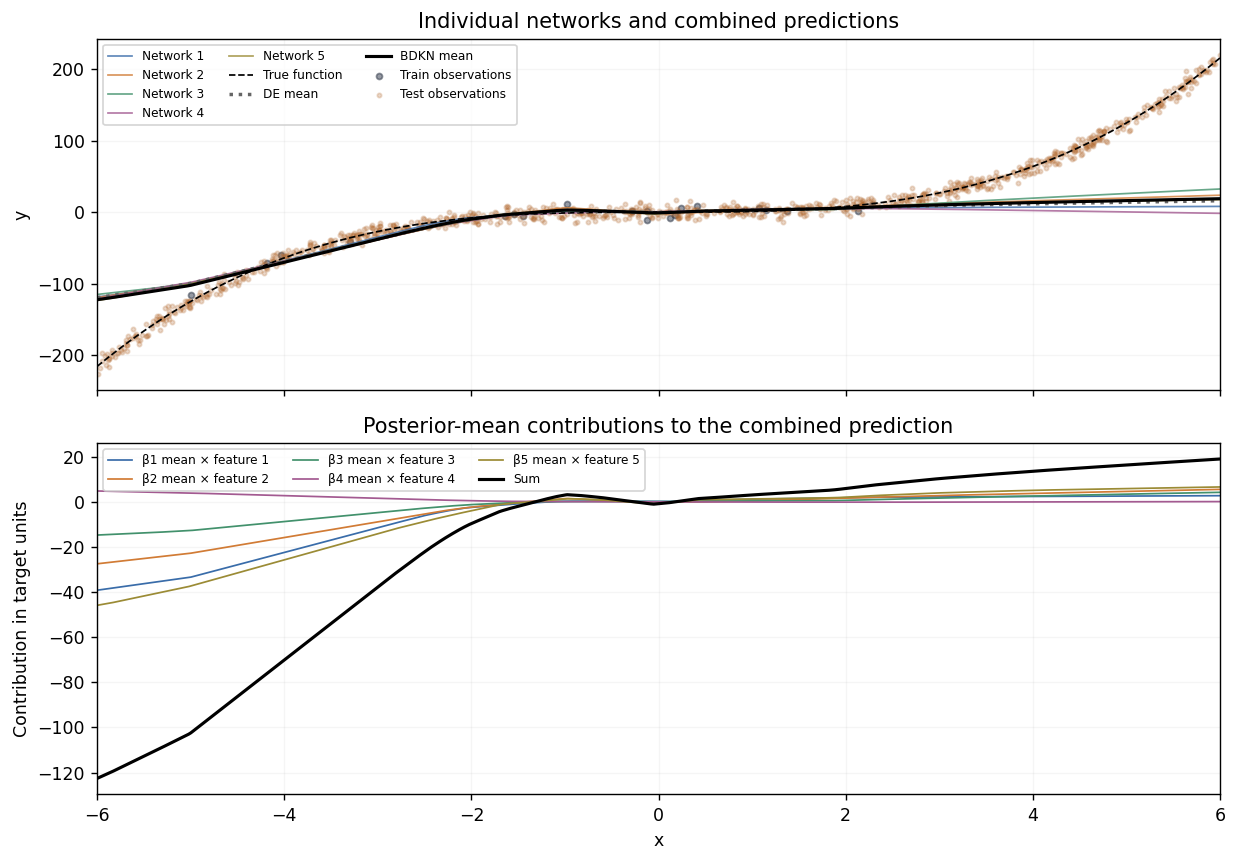 Individual networks and combined predictions
Network 1
Network 2
Network 3
Network 4
Network 5
True function
DE mean
BDKN mean
Train observations
Test observations
y
200
100
0
−100
−200
Posterior-mean contributions to the combined prediction
β1 mean × feature 1
β2 mean × feature 2
β3 mean × feature 3
β4 mean × feature 4
β5 mean × feature 5
Sum
Contribution in target units
20
0
−20
−40
−60
−80
−100
−120
−6
−4
−2
0
2
4
6
x